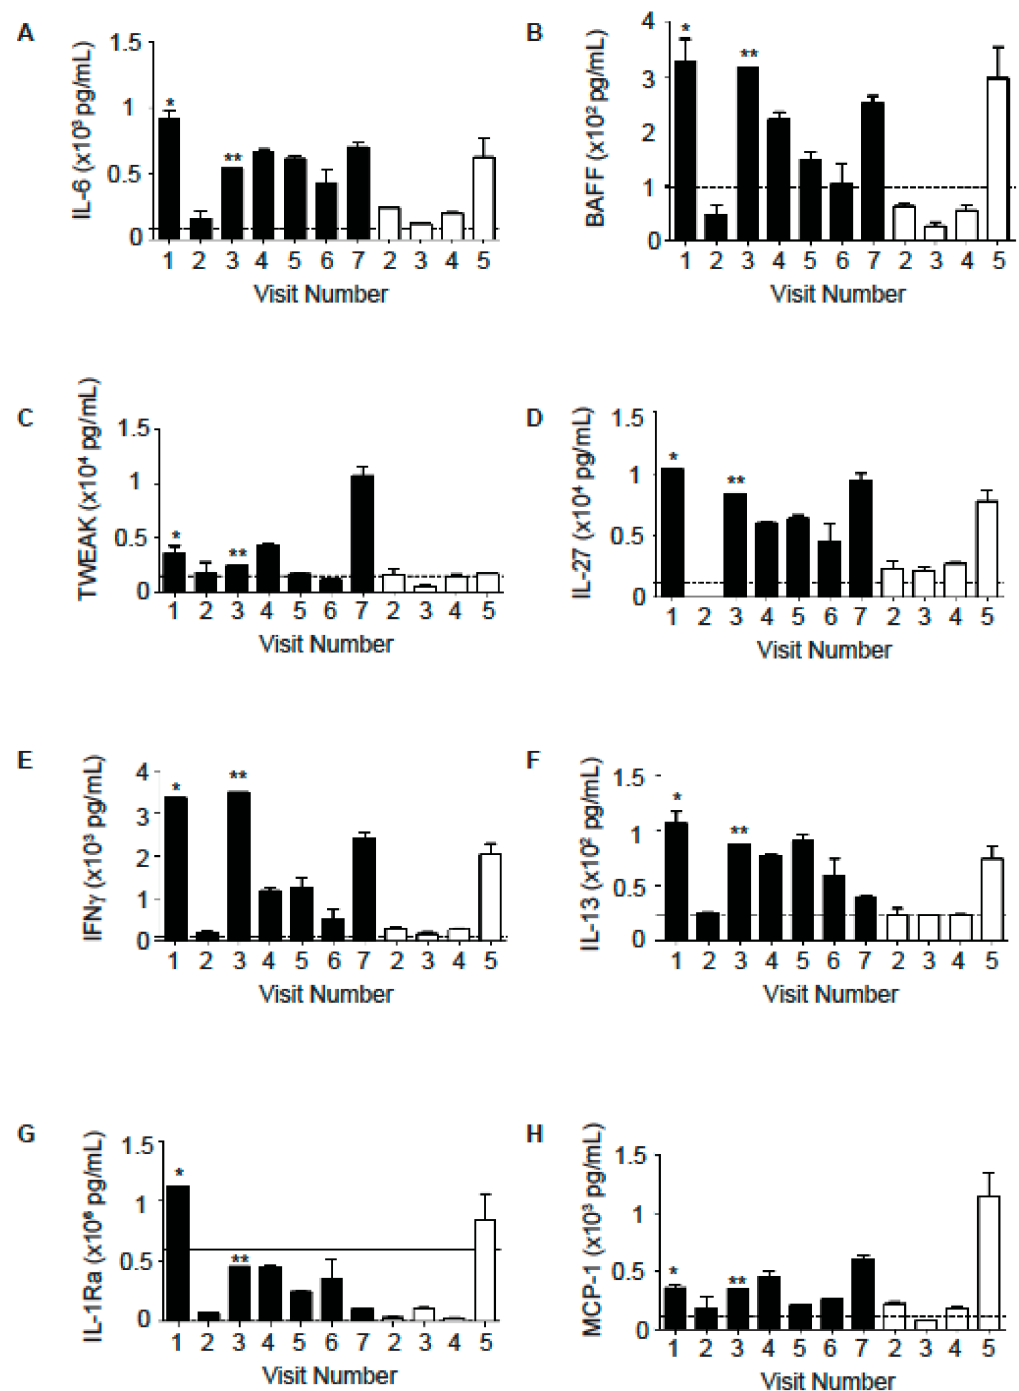 A
IL-6 (x10³ pg/mL)
1.5
1
0.5
0
* **
1 2 3 4 5 6 7 2 3 4 5
Visit Number
B
BAFF (x10² pg/mL)
4
3
2
1
0
* **
1 2 3 4 5 6 7 2 3 4 5
Visit Number
C
TWEAK (x10⁴ pg/mL)
1.5
1
0.5
0
* **
1 2 3 4 5 6 7 2 3 4 5
Visit Number
D
IL-27 (x10⁴ pg/mL)
1.5
1
0.5
0
* **
1 2 3 4 5 6 7 2 3 4 5
Visit Number
E
IFNγ (x10³ pg/mL)
4
3
2
1
0
* **
1 2 3 4 5 6 7 2 3 4 5
Visit Number
F
IL-13 (x10² pg/mL)
1.5
1
0.5
0
* **
1 2 3 4 5 6 7 2 3 4 5
Visit Number
G
IL-1Ra (x10⁶ pg/mL)
1.5
1
0.5
0
* **
1 2 3 4 5 6 7 2 3 4 5
Visit Number
H
MCP-1 (x10³ pg/mL)
1.5
1
0.5
0
* **
1 2 3 4 5 6 7 2 3 4 5
Visit Number